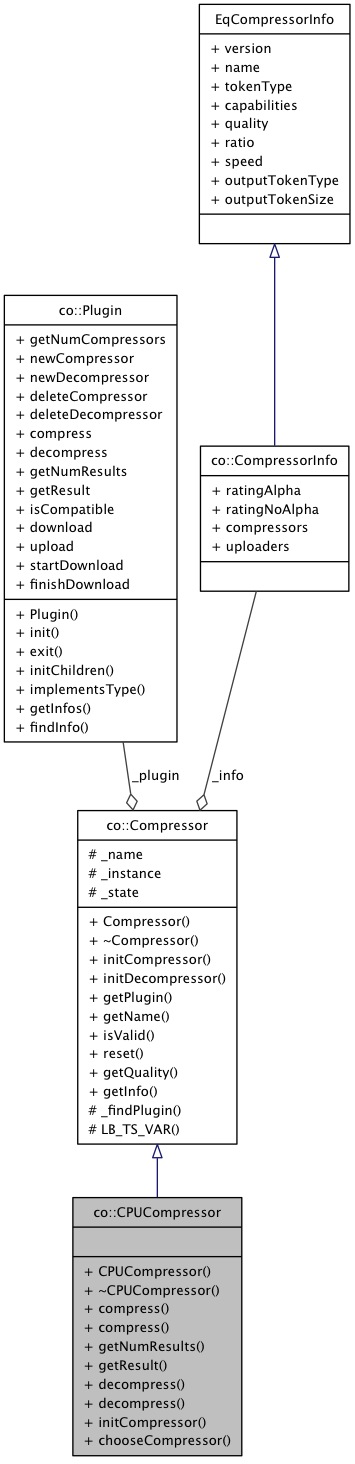 EqCompressorInfo
+ version
+ name
+ tokenType
+ capabilities
+ quality
+ ratio
+ speed
+ outputTokenType
+ outputTokenSize
co::Plugin
+ getNumCompressors
+ newCompressor
+ newDecompressor
+ deleteCompressor
+ deleteDecompressor
+ compress
+ decompress
+ getNumResults
+ getResult
+ isCompatible
+ download
+ upload
+ startDownload
+ finishDownload
+ Plugin()
+ init()
+ exit()
+ initChildren()
+ implementsType()
+ getInfos()
+ findInfo()
co::CompressorInfo
+ ratingAlpha
+ ratingNoAlpha
+ compressors
+ uploaders
_plugin
_info
co::Compressor
# _name
# _instance
# _state
+ Compressor()
+ ~Compressor()
+ initCompressor()
+ initDecompressor()
+ getPlugin()
+ getName()
+ isValid()
+ reset()
+ getQuality()
+ getInfo()
# _findPlugin()
# LB_TS_VAR()
co::CPUCompressor
+ CPUCompressor()
+ ~CPUCompressor()
+ compress()
+ compress()
+ getNumResults()
+ getResult()
+ decompress()
+ decompress()
+ initCompressor()
+ chooseCompressor()